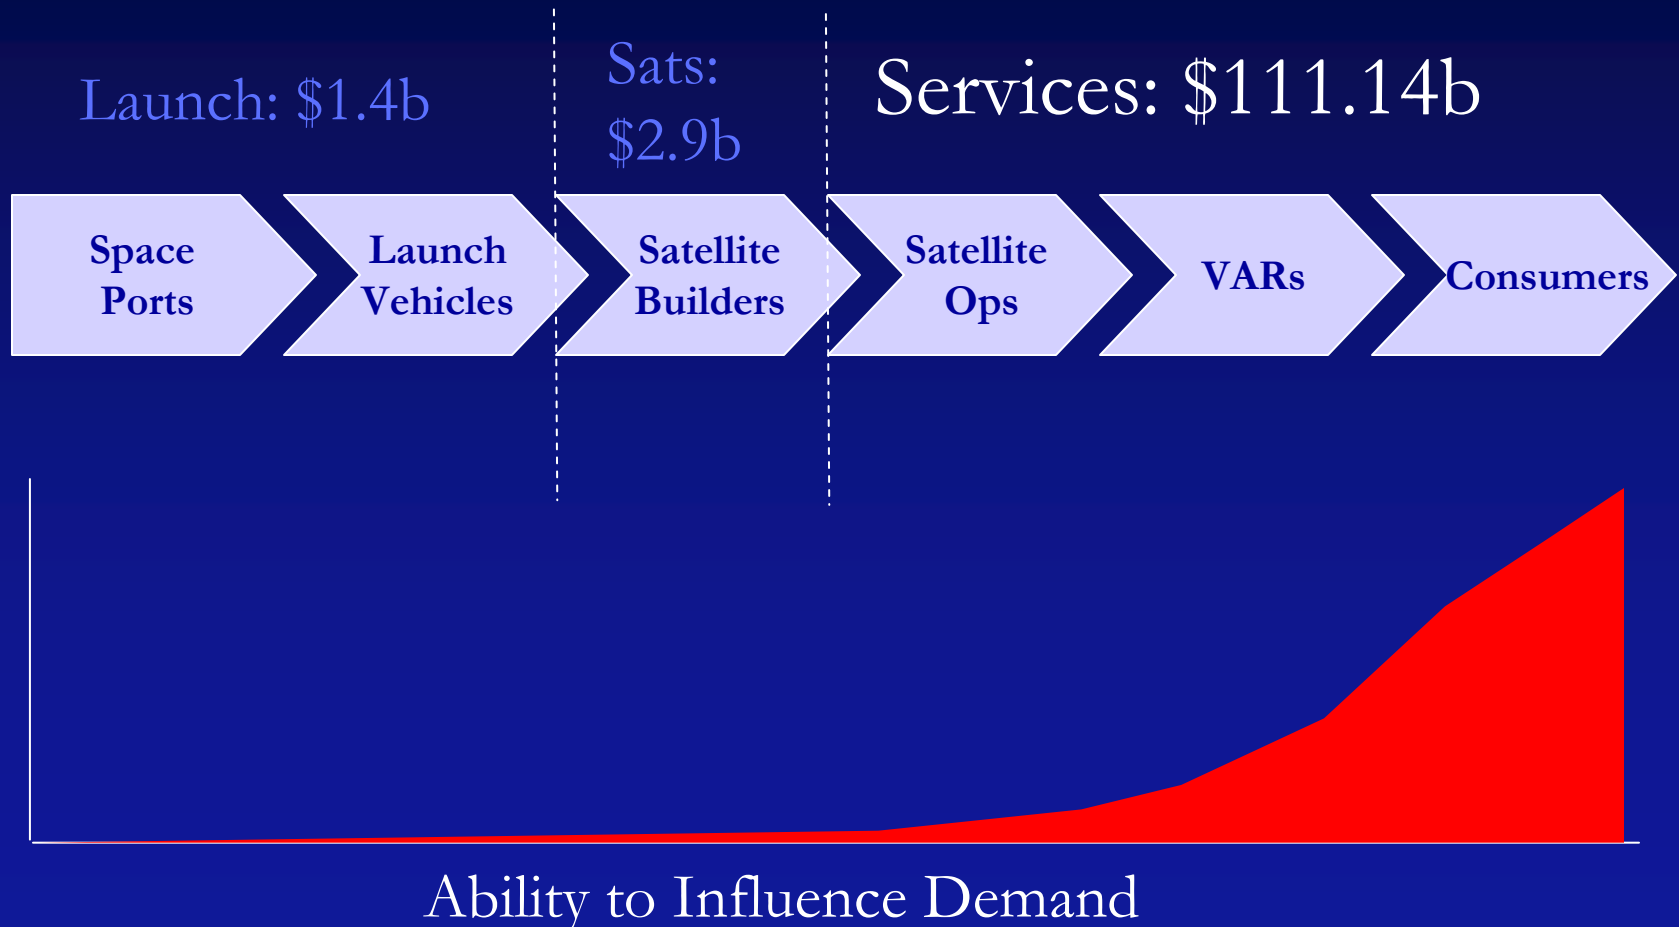 Launch: $1.4b
Sats:
$2.9b
Services: $111.14b
Space
Ports
Launch
Vehicles
Satellite
Builders
Satellite
Ops
VARs
Consumers
Ability to Influence Demand